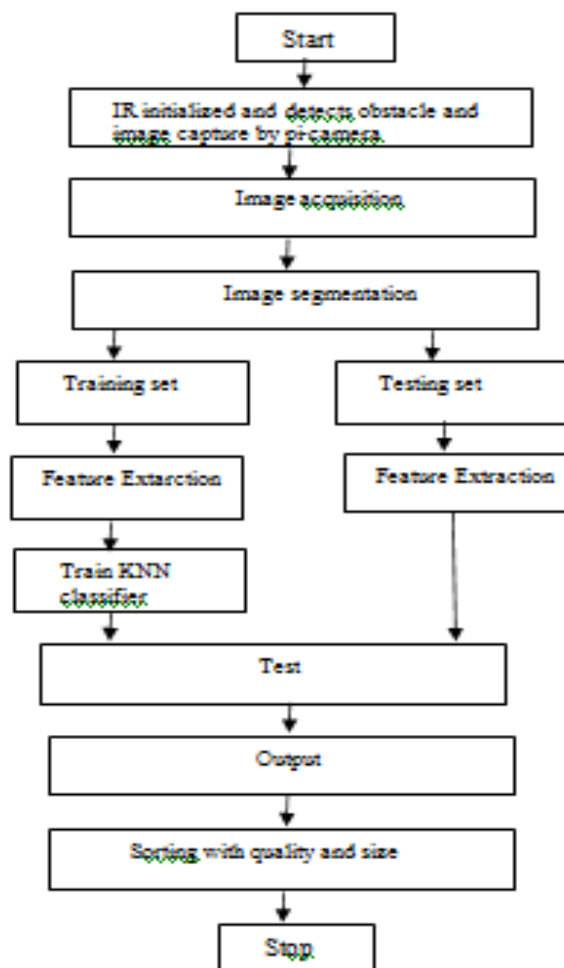 Start
IR initialized and detects obstacle and
image capture by pi-camera
Image acquisition
Image segmentation
Training set
Testing set
Feature Extarction
Feature Extraction
Train KNN
classifier
Test
Output
Sorting with quality and size
Stop